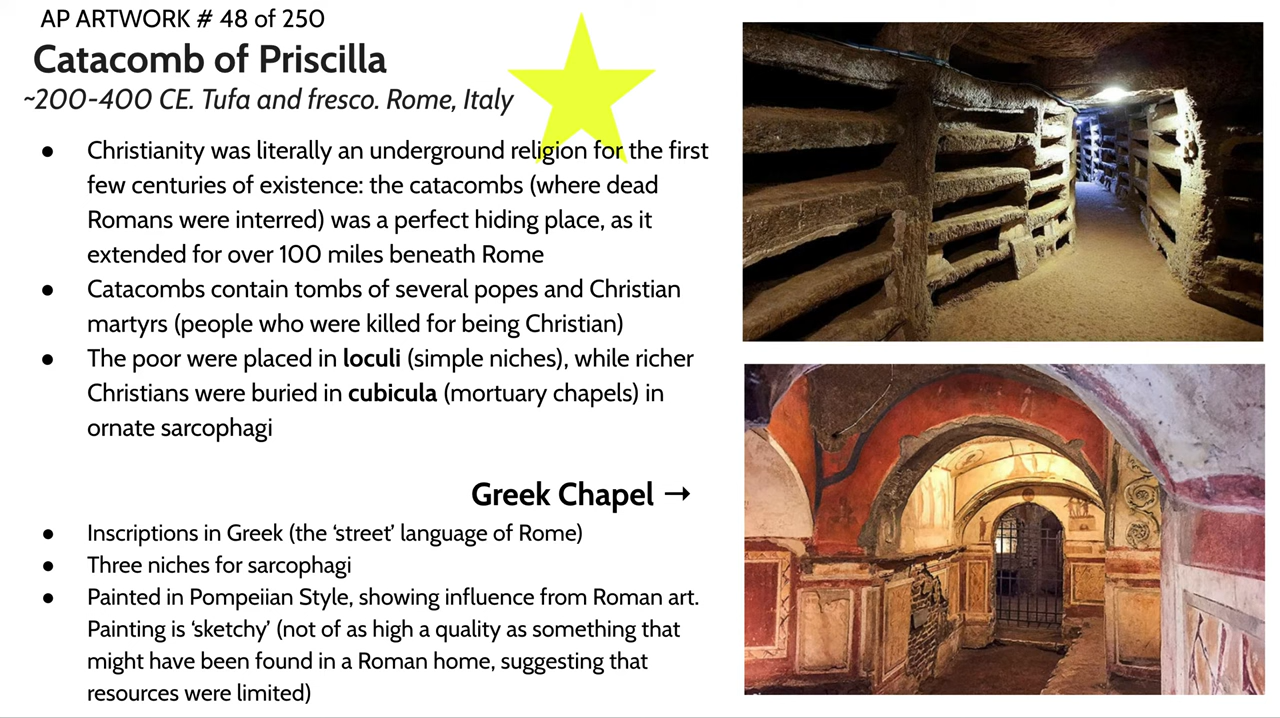 AP ARTWORK # 48 of 250
Catacomb of Priscilla
~200-400 CE. Tufa and fresco. Rome, Italy
● Christianity was literally an underground religion for the first
few centuries of existence: the catacombs (where dead
Romans were interred) was a perfect hiding place, as it
extended for over 100 miles beneath Rome
● Catacombs contain tombs of several popes and Christian
martyrs (people who were killed for being Christian)
● The poor were placed in loculi (simple niches), while richer
Christians were buried in cubicula (mortuary chapels) in
ornate sarcophagi
Greek Chapel →
● Inscriptions in Greek (the ‘street’ language of Rome)
● Three niches for sarcophagi
● Painted in Pompeiian Style, showing influence from Roman art.
Painting is ‘sketchy’ (not of as high a quality as something that
might have been found in a Roman home, suggesting that
resources were limited)